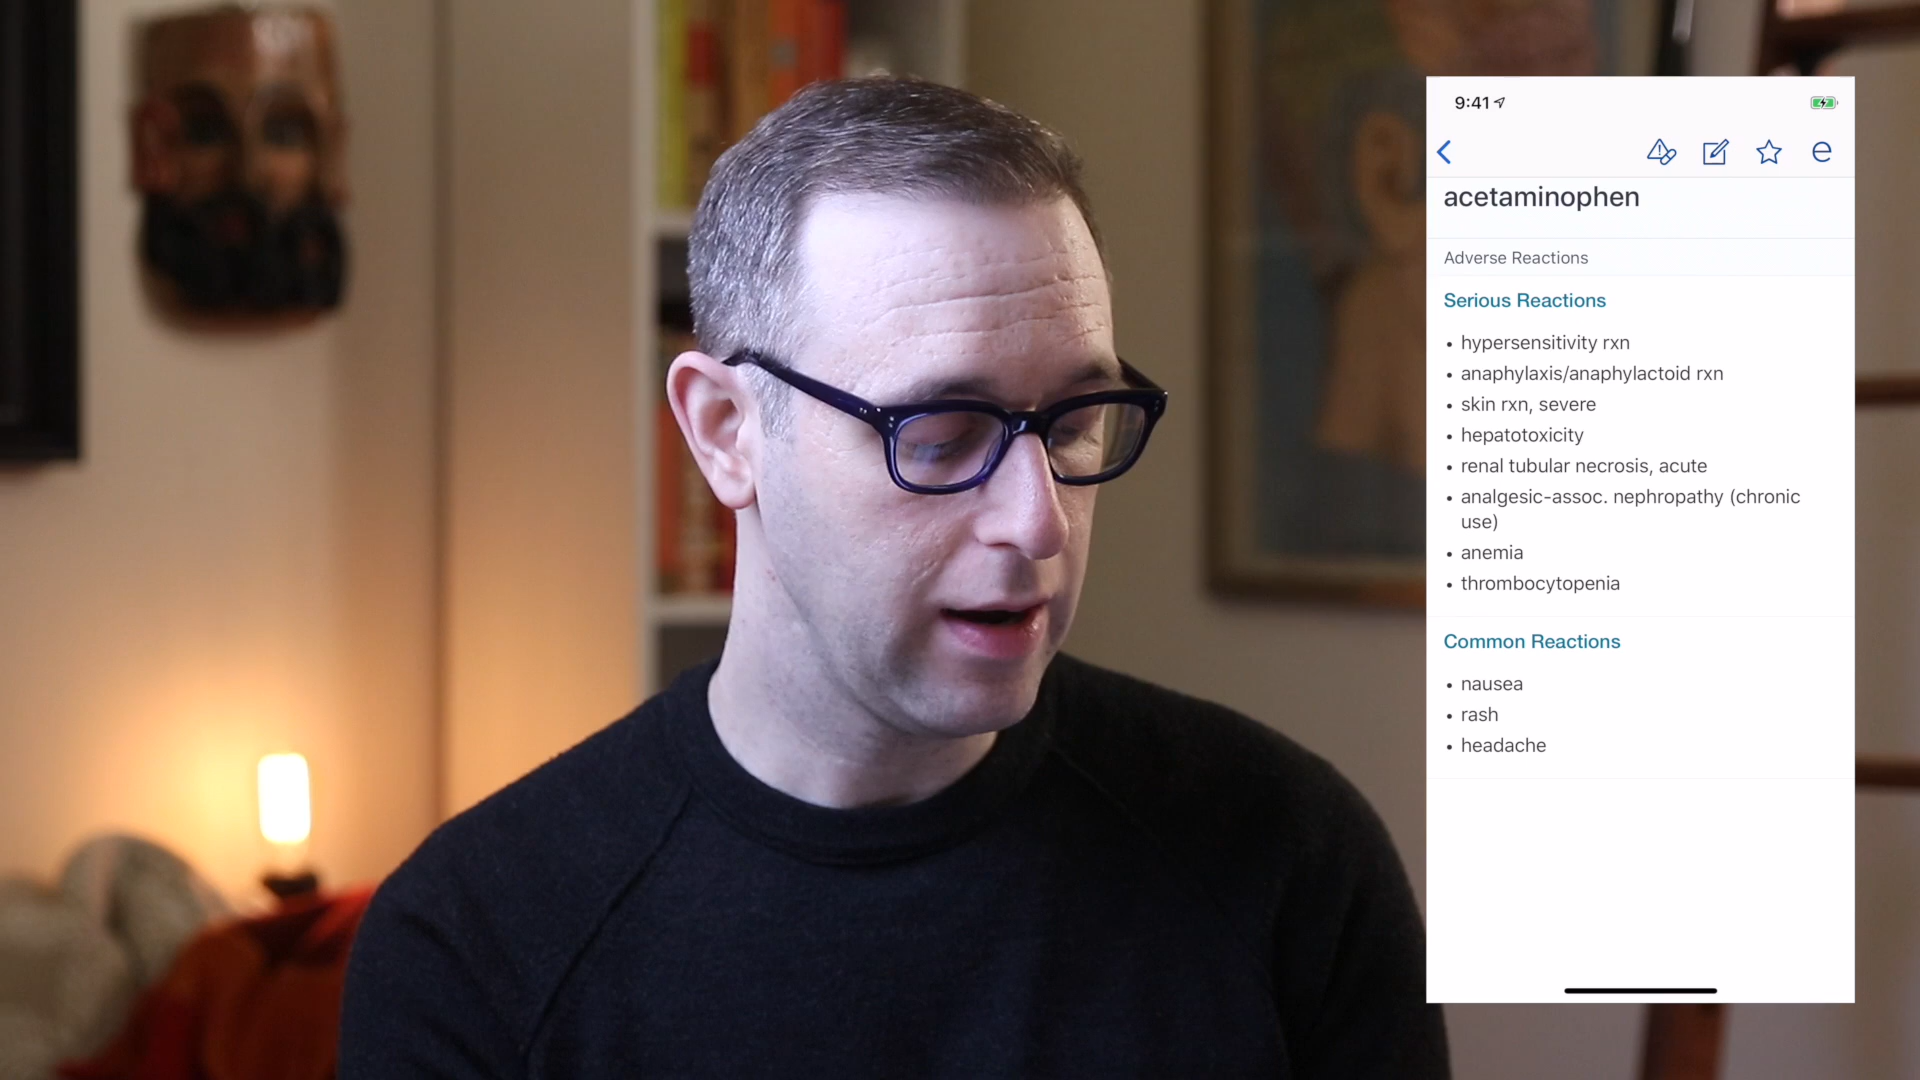 9:41
acetaminophen
Adverse Reactions
Serious Reactions
• hypersensitivity rxn
• anaphylaxis/anaphylactoid rxn
• skin rxn, severe
• hepatotoxicity
• renal tubular necrosis, acute
• analgesic-assoc. nephropathy (chronic
use)
• anemia
• thrombocytopenia
Common Reactions
• nausea
• rash
• headache